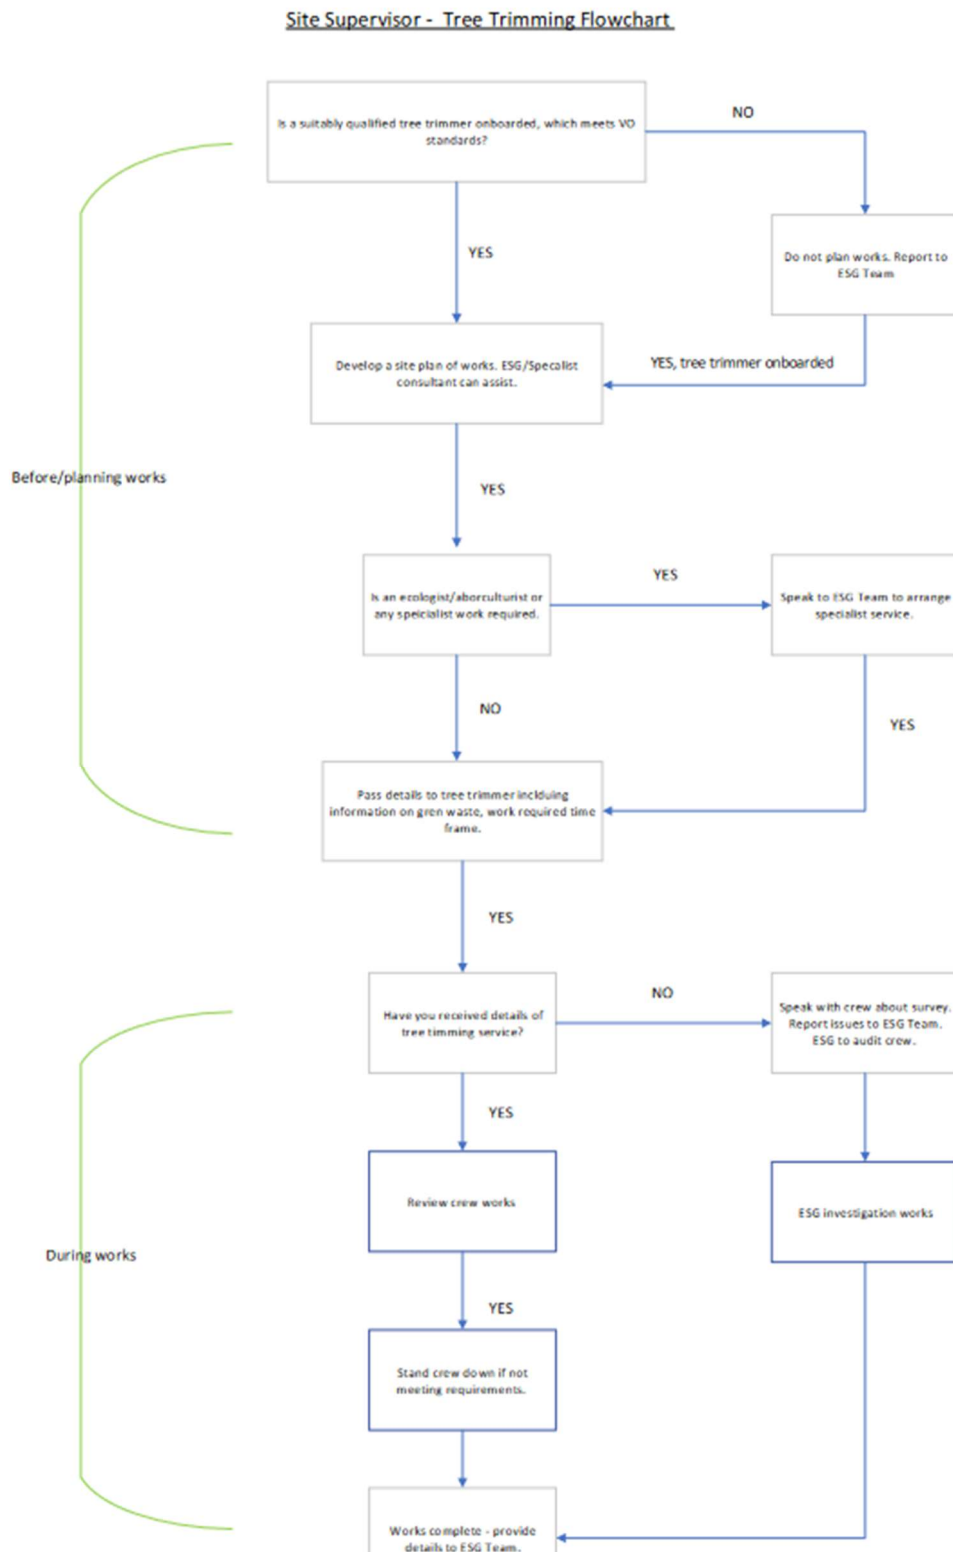 Site Supervisor - Tree Trimming Flowchart
Is a suitably qualified tree trimmer onboarded, which meets VO
standards?
NO
YES
Do not plan works. Report to
ESG Team
Develop a site plan of works. ESG/Specalist
consultant can assist.
YES, tree trimmer onboarded
Before/planning works
YES
Is an ecologist/aborculturist or
any speicialist work required.
YES
Speak to ESG Team to arrange
specialist service.
NO
YES
Pass details to tree trimmer inclduing
information on gren waste, work required time
frame.
YES
Have you received details of
tree timming service?
NO
Speak with crew about survey.
Report issues to ESG Team.
ESG to audit crew.
YES
Review crew works
ESG investigation works
During works
YES
Stand crew down if not
meeting requirements.
Works complete - provide
details to ESG Team.